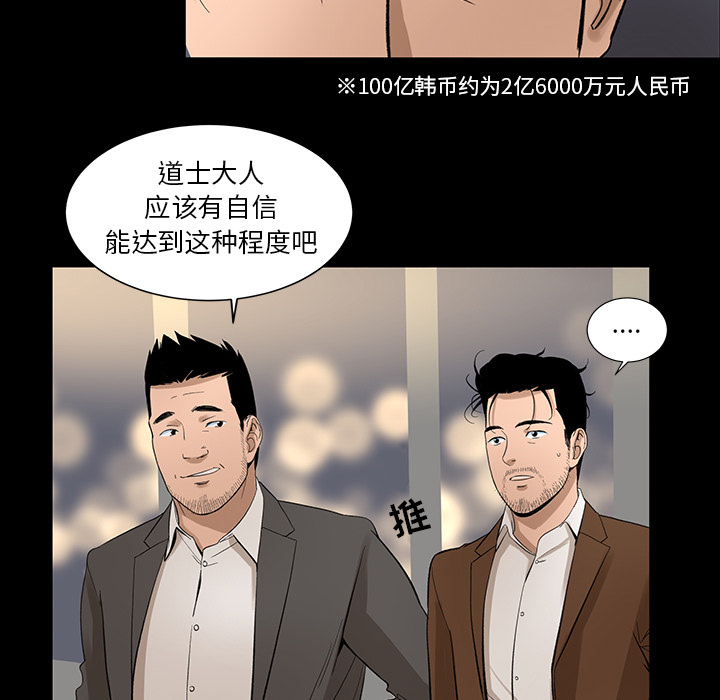 ※100亿韩币约为2亿6000万元人民币
道士大人
应该有自信
能达到这种程度吧
....
推